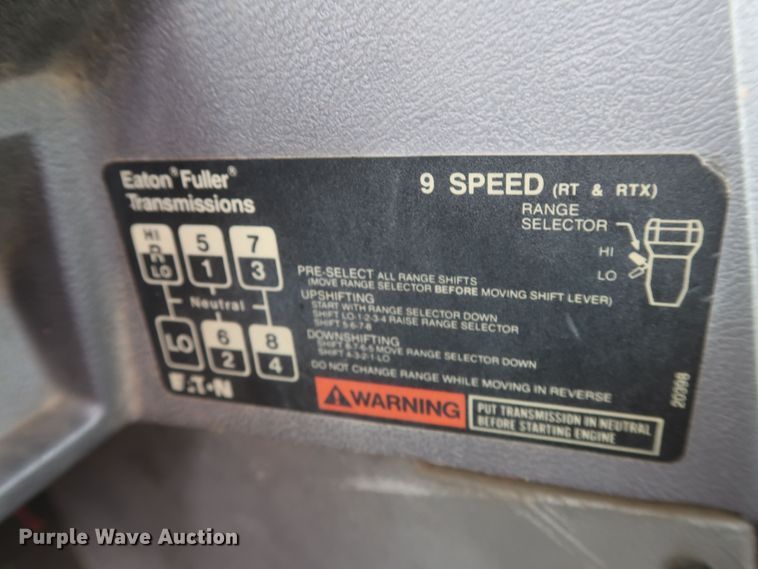 Eaton® Fuller®
Transmissions
9 SPEED (RT & RTX)
RANGE
SELECTOR
HI
LO
HI 5 7
R
LO 1 3
Neutral
LO 6 8
2 4
EATON
PRE-SELECT ALL RANGE SHIFTS
(MOVE RANGE SELECTOR BEFORE MOVING SHIFT LEVER)
UPSHIFTING
START WITH RANGE SELECTOR DOWN
SHIFT LO-1-2-3-4 RAISE RANGE SELECTOR
SHIFT 5-6-7-8
DOWNSHIFTING
SHIFT 8-7-6-5 MOVE RANGE SELECTOR DOWN
SHIFT 4-3-2-1-LO
DO NOT CHANGE RANGE WHILE MOVING IN REVERSE
20398
WARNING
PUT TRANSMISSION IN NEUTRAL
BEFORE STARTING ENGINE
Purple Wave Auction